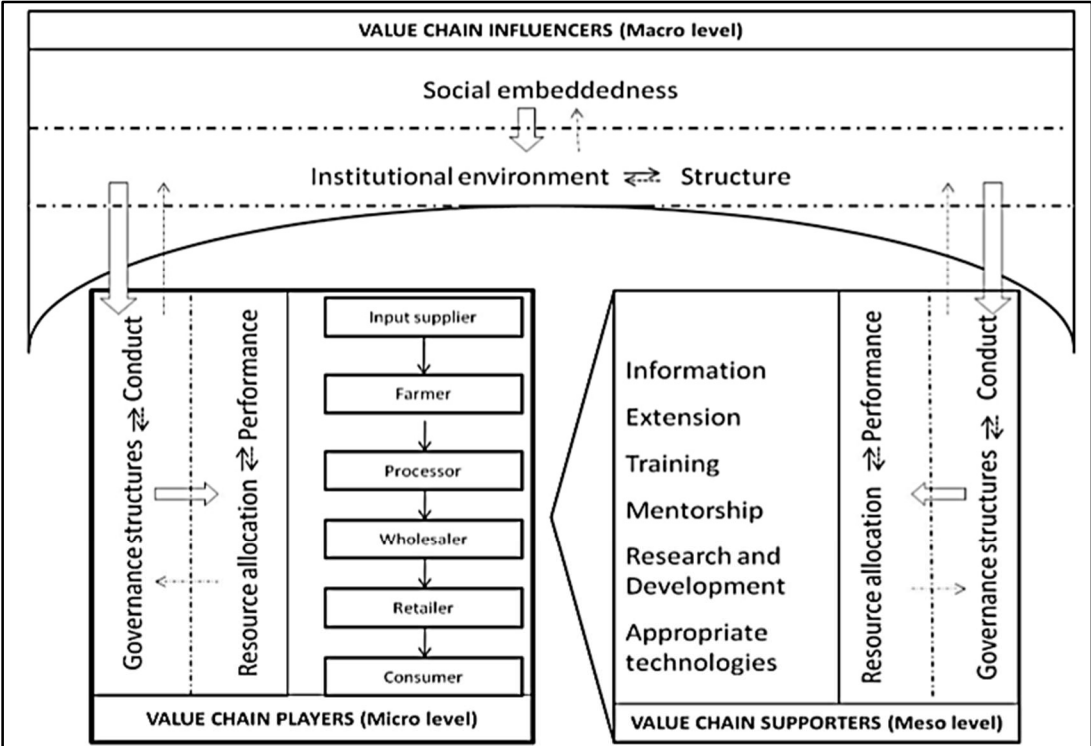 VALUE CHAIN INFLUENCERS (Macro level)
Social embeddedness
Institutional environment
Structure
Governance structures
Conduct
Resource allocation
Performance
Input supplier
Farmer
Processor
Wholesaler
Retailer
Consumer
VALUE CHAIN PLAYERS (Micro level)
Information
Extension
Training
Mentorship
Research and
Development
Appropriate
technologies
Resource allocation
Performance
Governance structures
Conduct
VALUE CHAIN SUPPORTERS (Meso level)